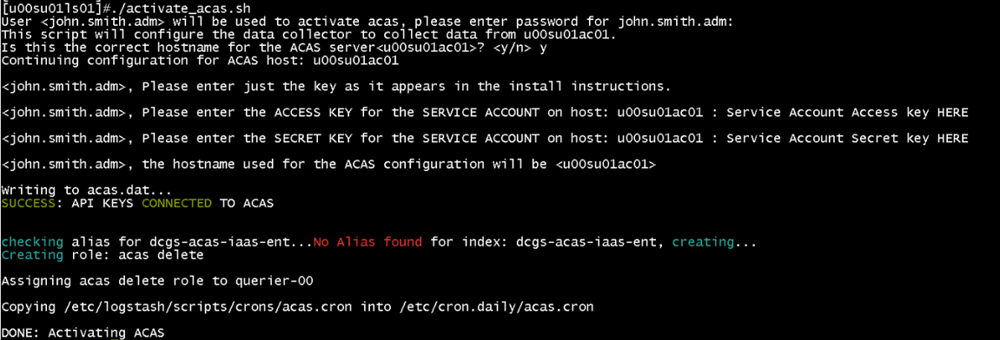 [u00su01ls01]#./activate_acas.sh
User <john.smith.adm> will be used to activate acas, please enter password for john.smith.adm:
This script will configure the data collector to collect data from u00su01ac01.
Is this the correct hostname for the ACAS server<u00su01ac01>? <y/n> y
Continuing configuration for ACAS host: u00su01ac01
<john.smith.adm>, Please enter just the key as it appears in the install instructions.
<john.smith.adm>, Please enter the ACCESS KEY for the SERVICE ACCOUNT on host: u00su01ac01 : Service Account Access key HERE
<john.smith.adm>, Please enter the SECRET KEY for the SERVICE ACCOUNT on host: u00su01ac01 : Service Account Secret key HERE
<john.smith.adm>, the hostname used for the ACAS configuration will be <u00su01ac01>
Writing to acas.dat...
SUCCESS: API KEYS CONNECTED TO ACAS
checking alias for dcgs-acas-iaas-ent...No Alias found for index: dcgs-acas-iaas-ent, creating...
Creating role: acas delete
Assigning acas delete role to querier-00
Copying /etc/logstash/scripts/crons/acas.cron into /etc/cron.daily/acas.cron
DONE: Activating ACAS